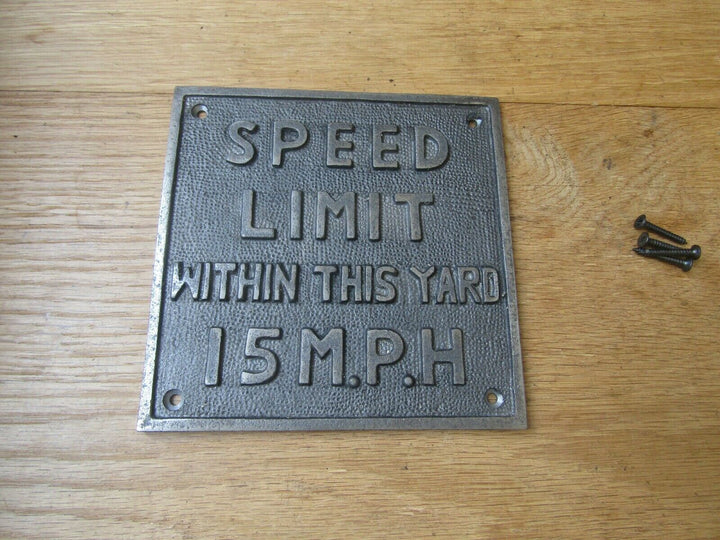 SPEED
LIMIT
WITHIN THIS YARD
15 M.P.H